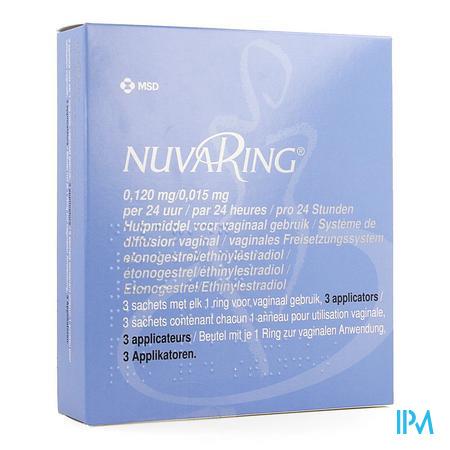 MSD
NUVARING®
0,120 mg/0,015 mg
per 24 uur / par 24 heures / pro 24 Stunden
Hulpmiddel voor vaginaal gebruik / Système de
diffusion vaginal / vaginales Freisetzungssystem
etonogestrel/ethinylestradiol /
étonogestrel/éthinylestradiol /
Etonogestrel/Ethinylestradiol
3 sachets met elk 1 ring voor vaginaal gebruik, 3 applicators /
3 sachets contenant chacun 1 anneau pour utilisation vaginale,
3 applicateurs / Beutel mit je 1 Ring zur vaginalen Anwendung,
3 Applikatoren.
IPM